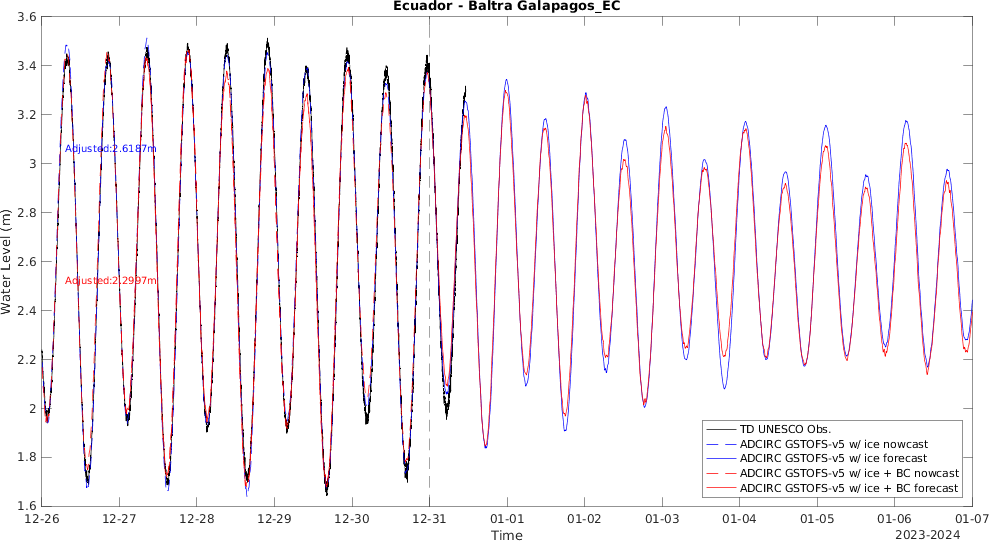 Ecuador - Baltra Galapagos_EC
3.6
3.4
3.2
3
2.8
2.6
2.4
2.2
2
1.8
1.6
Water Level (m)
Adjusted:2.6187m
Adjusted:2.2997m
TD UNESCO Obs.
ADCIRC GSTOFS-v5 w/ ice nowcast
ADCIRC GSTOFS-v5 w/ ice forecast
ADCIRC GSTOFS-v5 w/ ice + BC nowcast
ADCIRC GSTOFS-v5 w/ ice + BC forecast
12-26 12-27 12-28 12-29 12-30 12-31 01-01 01-02 01-03 01-04 01-05 01-06 01-07
Time
2023-2024